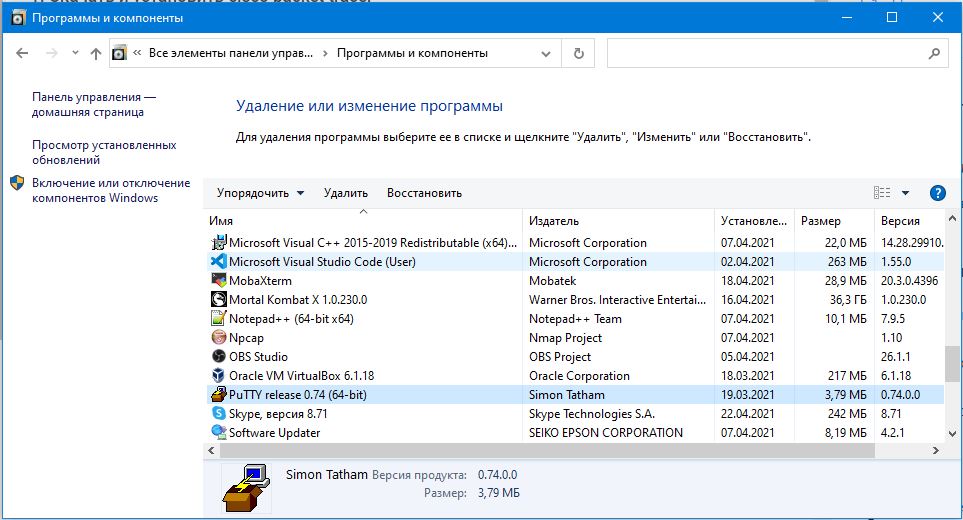 Программы и компоненты
Все элементы панели управ...
Программы и компоненты
Панель управления —
домашняя страница
Просмотр установленных
обновлений
Включение или отключение
компонентов Windows
Удаление или изменение программы
Для удаления программы выберите ее в списке и щелкните "Удалить", "Изменить" или "Восстановить".
Упорядочить Удалить Восстановить
Имя Издатель Установле... Размер Версия
Microsoft Visual C++ 2015-2019 Redistributable (x64)... Microsoft Corporation 07.04.2021 22,0 МБ 14.28.29910.
Microsoft Visual Studio Code (User) Microsoft Corporation 02.04.2021 263 МБ 1.55.0
MobaXterm Mobatek 18.04.2021 28,9 МБ 20.3.0.4396
Mortal Kombat X 1.0.230.0 Warner Bros. Interactive Entertai... 16.04.2021 36,3 ГБ 1.0.230.0
Notepad++ (64-bit x64) Notepad++ Team 07.04.2021 10,1 МБ 7.9.5
Npcap Nmap Project 07.04.2021 1.10
OBS Studio OBS Project 05.04.2021 26.1.1
Oracle VM VirtualBox 6.1.18 Oracle Corporation 18.03.2021 217 МБ 6.1.18
PuTTY release 0.74 (64-bit) Simon Tatham 19.03.2021 3,79 МБ 0.74.0.0
Skype, версия 8.71 Skype Technologies S.A. 22.04.2021 242 МБ 8.71
Software Updater SEIKO EPSON CORPORATION 07.04.2021 8,19 МБ 4.2.1
Simon Tatham Версия продукта: 0.74.0.0
Размер: 3,79 МБ